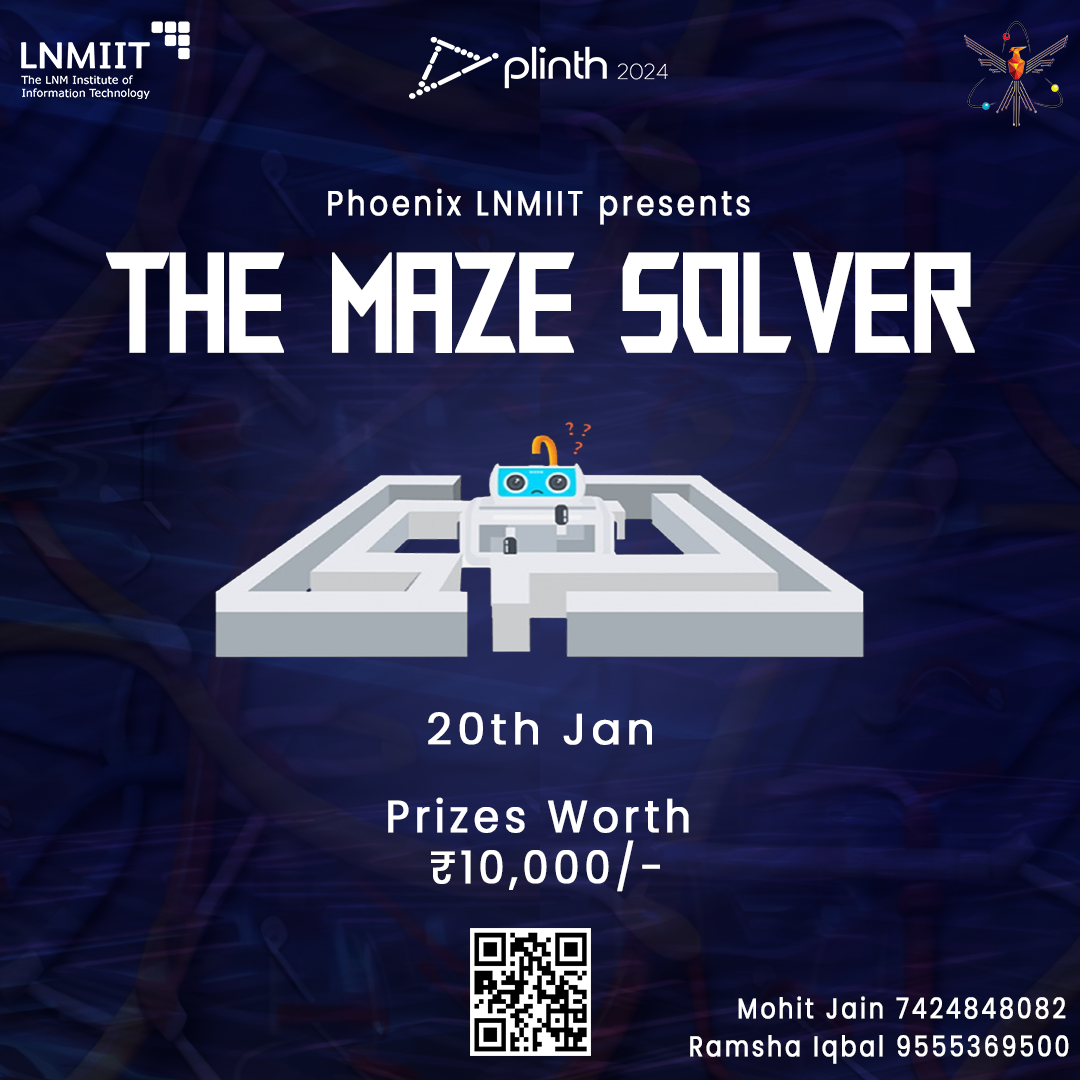 LNMIIT
The LNM Institute of
Information Technology
plinth 2024
Phoenix LNMIIT presents
THE MAZE SOLVER
? ?
?
20th Jan
Prizes Worth
₹10,000/-
Mohit Jain 7424848082
Ramsha Iqbal 9555369500